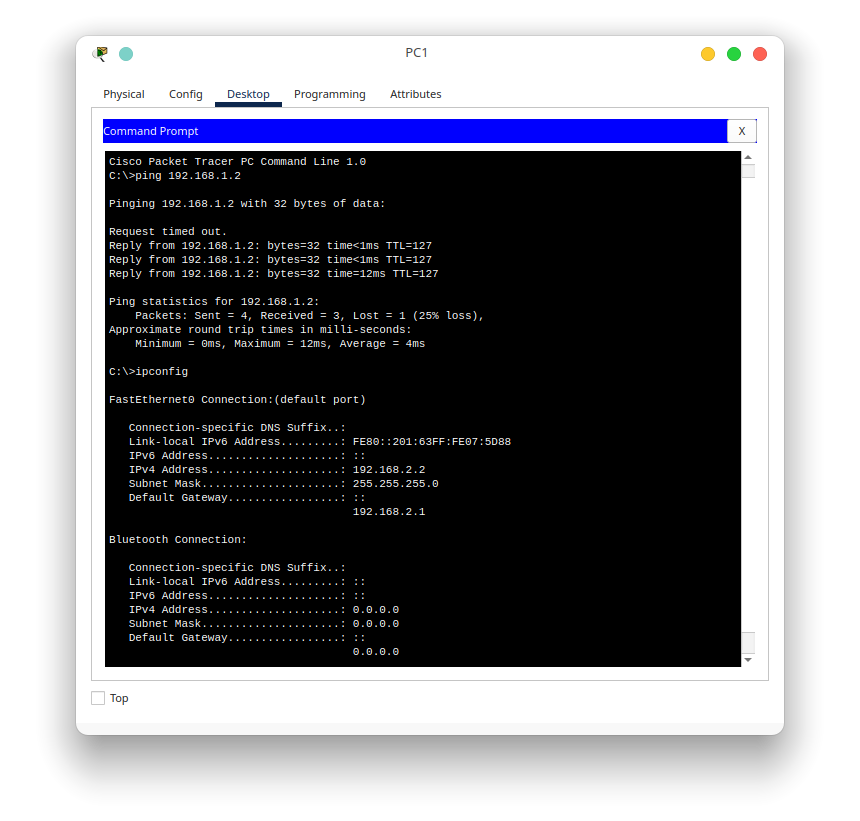 PC1
Physical Config Desktop Programming Attributes
Command Prompt X
Cisco Packet Tracer PC Command Line 1.0
C:\>ping 192.168.1.2
Pinging 192.168.1.2 with 32 bytes of data:
Request timed out.
Reply from 192.168.1.2: bytes=32 time<1ms TTL=127
Reply from 192.168.1.2: bytes=32 time<1ms TTL=127
Reply from 192.168.1.2: bytes=32 time=12ms TTL=127
Ping statistics for 192.168.1.2:
    Packets: Sent = 4, Received = 3, Lost = 1 (25% loss),
Approximate round trip times in milli-seconds:
    Minimum = 0ms, Maximum = 12ms, Average = 4ms
C:\>ipconfig
FastEthernet0 Connection:(default port)
   Connection-specific DNS Suffix..:
   Link-local IPv6 Address.........: FE80::201:63FF:FE07:5D88
   IPv6 Address....................: ::
   IPv4 Address....................: 192.168.2.2
   Subnet Mask.....................: 255.255.255.0
   Default Gateway.................: ::
                                     192.168.2.1
Bluetooth Connection:
   Connection-specific DNS Suffix..:
   Link-local IPv6 Address.........: ::
   IPv6 Address....................: ::
   IPv4 Address....................: 0.0.0.0
   Subnet Mask.....................: 0.0.0.0
   Default Gateway.................: ::
                                     0.0.0.0
Top